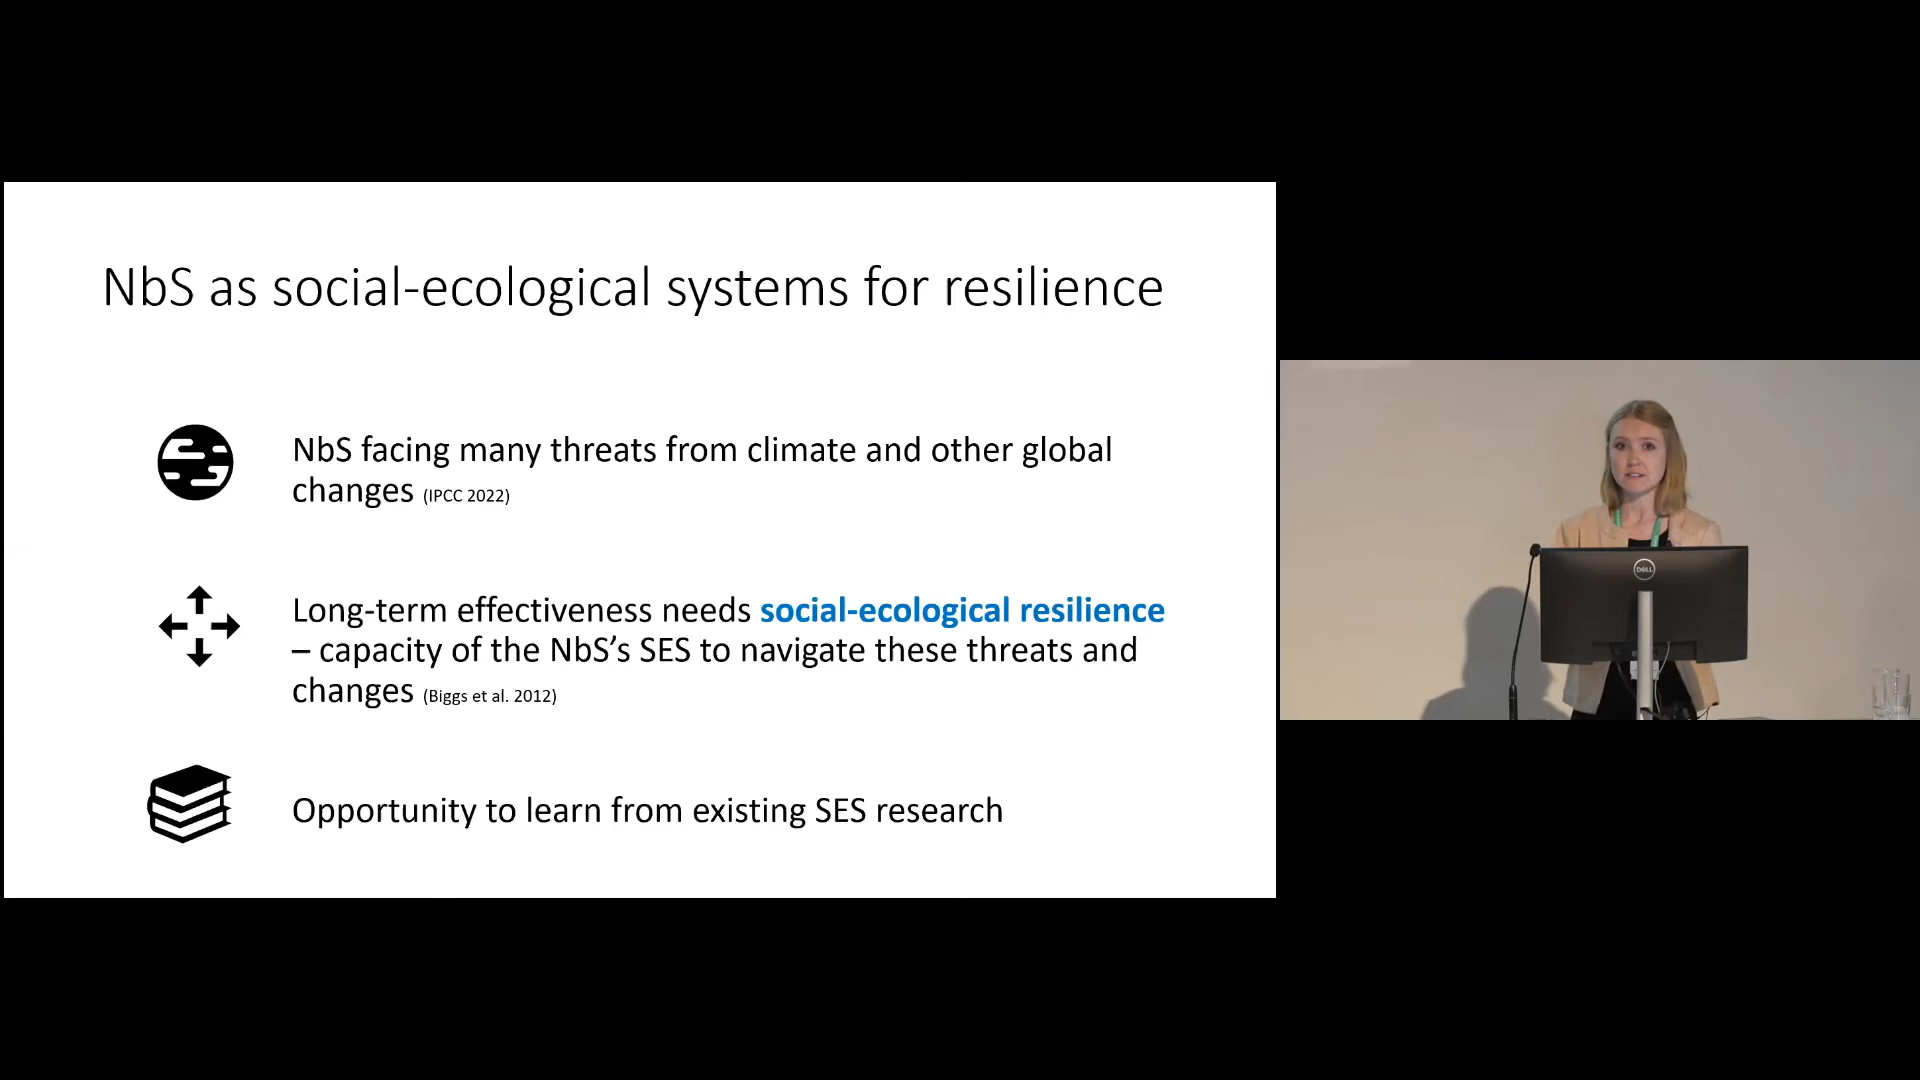 NbS as social-ecological systems for resilience
NbS facing many threats from climate and other global
changes (IPCC 2022)
Long-term effectiveness needs social-ecological resilience
– capacity of the NbS’s SES to navigate these threats and
changes (Biggs et al. 2012)
Opportunity to learn from existing SES research
DELL